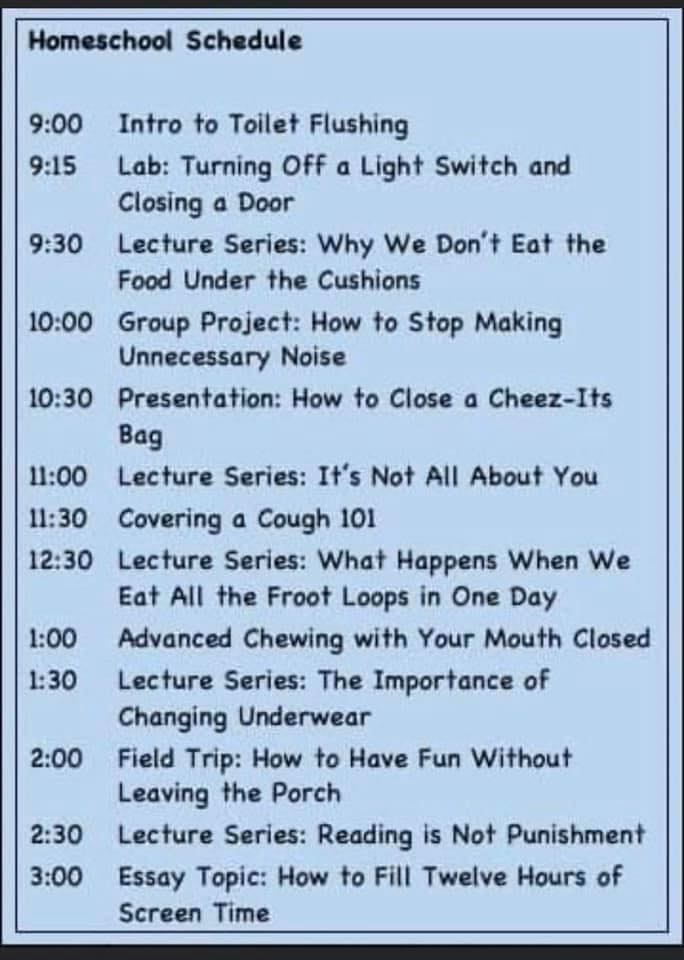 Homeschool Schedule
9:00 Intro to Toilet Flushing
9:15 Lab: Turning Off a Light Switch and
Closing a Door
9:30 Lecture Series: Why We Don't Eat the
Food Under the Cushions
10:00 Group Project: How to Stop Making
Unnecessary Noise
10:30 Presentation: How to Close a Cheez-Its
Bag
11:00 Lecture Series: It's Not All About You
11:30 Covering a Cough 101
12:30 Lecture Series: What Happens When We
Eat All the Froot Loops in One Day
1:00 Advanced Chewing with Your Mouth Closed
1:30 Lecture Series: The Importance of
Changing Underwear
2:00 Field Trip: How to Have Fun Without
Leaving the Porch
2:30 Lecture Series: Reading is Not Punishment
3:00 Essay Topic: How to Fill Twelve Hours of
Screen Time